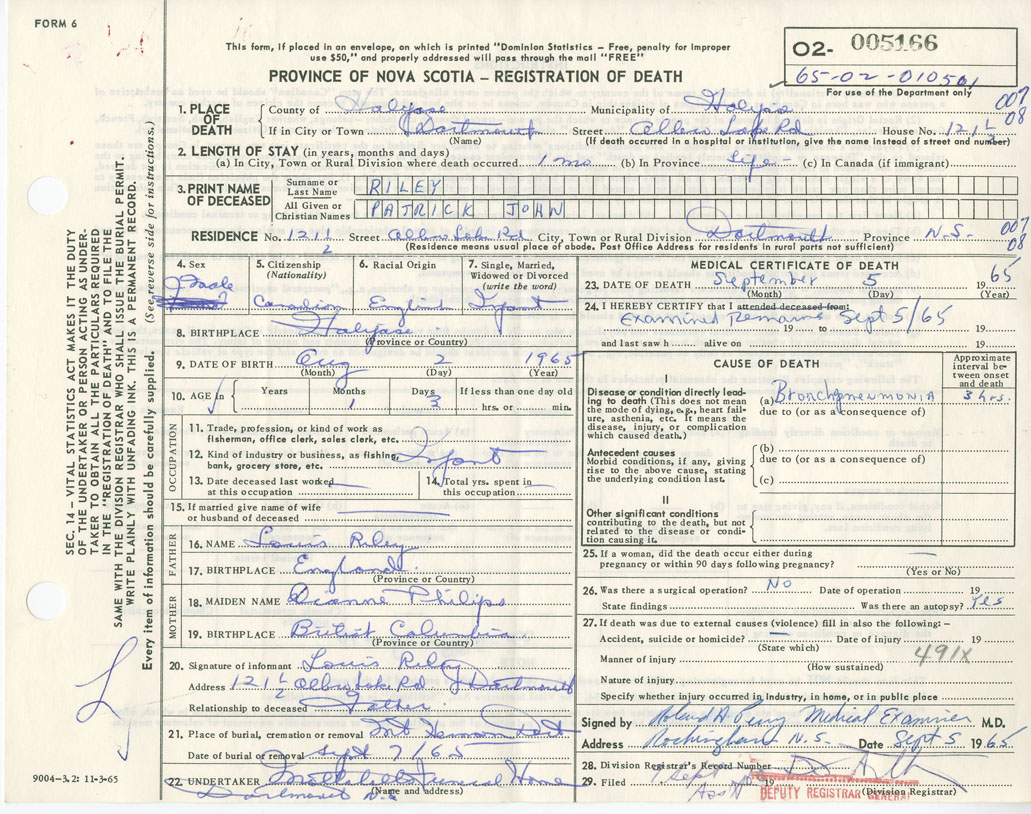 FORM 6
This form, if placed in an envelope, on which is printed "Dominion Statistics – Free, penalty for improper
use $50," and properly addressed will pass through the mail "FREE"
PROVINCE OF NOVA SCOTIA – REGISTRATION OF DEATH
O2- 005166
65-02-010501
For use of the Department only
007
08
SEC. 14 – VITAL STATISTICS ACT MAKES IT THE DUTY
OF THE UNDERTAKER OR PERSON ACTING AS UNDER-
TAKER TO OBTAIN ALL THE PARTICULARS REQUIRED
IN THE "REGISTRATION OF DEATH" AND TO FILE THE
SAME WITH THE DIVISION REGISTRAR WHO SHALL ISSUE THE BURIAL PERMIT.
WRITE PLAINLY WITH UNFADING INK. THIS IS A PERMANENT RECORD.
Every item of information should be carefully supplied. (See reverse side for instructions.)
1. PLACE OF DEATH
County of Halifax Municipality of Halifax
If in City or Town Dartmouth Street Lake Rd House No. 121 1/2
(Name) (If death occurred in a hospital or institution, give the name instead of street and number)
2. LENGTH OF STAY (in years, months and days)
(a) In City, Town or Rural Division where death occurred 1 mo (b) In Province Life (c) In Canada (if immigrant)
3. PRINT NAME OF DECEASED
Surname or Last Name RILEY
All Given or Christian Names PATRICK JOHN
RESIDENCE No. 121 1/2 Street Lake Rd City, Town or Rural Division Dartmouth Province N.S. 007
08
(Residence means usual place of abode. Post Office Address for residents in rural parts not sufficient)
4. Sex Male
5. Citizenship (Nationality) Canadian
6. Racial Origin English
7. Single, Married, Widowed or Divorced (write the word) Infant
8. BIRTHPLACE Halifax
(Province or Country)
9. DATE OF BIRTH Aug 2 1965
(Month) (Day) (Year)
10. AGE in Years Months 1 Days 3 If less than one day old
hrs. or min.
OCCUPATION
11. Trade, profession, or kind of work as fisherman, office clerk, sales clerk, etc.
12. Kind of industry or business, as fishing, bank, grocery store, etc. Infant
13. Date deceased last worked at this occupation
14. Total yrs. spent in this occupation
15. If married give name of wife or husband of deceased
FATHER
16. NAME Louis Riley
17. BIRTHPLACE England
(Province or Country)
MOTHER
18. MAIDEN NAME Philips
19. BIRTHPLACE British Columbia
(Province or Country)
20. Signature of informant Louis Riley
Address 121 1/2 Lake Rd Dartmouth
Relationship to deceased Father
21. Place of burial, cremation or removal Mt Hermon Dart
Date of burial or removal Sept 7/65
22. UNDERTAKER Funeral Home
Dartmouth N.S.
(Name and address)
9004-3.2: 11-3-65
MEDICAL CERTIFICATE OF DEATH
23. DATE OF DEATH September 5 1965
(Month) (Day) (Year)
24. I HEREBY CERTIFY that I attended deceased from:
Examined Remains Sept 5/65
19 to 19
and last saw h alive on 19
CAUSE OF DEATH
Approximate interval between onset and death
I
Disease or condition directly leading to death (This does not mean the mode of dying, e.g., heart failure, asthenia, etc. It means the disease, injury, or complication which caused death.)
(a) Bronchpneumonia 3 hrs.
due to (or as a consequence of)
Antecedent causes
Morbid conditions, if any, giving rise to the above cause, stating the underlying condition last.
(b)
due to (or as a consequence of)
(c)
II
Other significant conditions
contributing to the death, but not related to the disease or condition causing it.
25. If a woman, did the death occur either during pregnancy or within 90 days following pregnancy?
(Yes or No)
26. Was there a surgical operation? No Date of operation 19
State findings Was there an autopsy? Yes
27. If death was due to external causes (violence) fill in also the following: –
Accident, suicide or homicide? Date of injury 19
(State which)
491X
Manner of injury
(How sustained)
Nature of injury
Specify whether injury occurred in industry, in home, or in public place
Signed by Roland A Perry Medical Examiner M.D.
Address Rockingham N.S. Date Sept 5 1965
28. Division Registrar's Record Number
29. Filed Sept 19
(Division Registrar)
DEPUTY REGISTRAR GENERAL